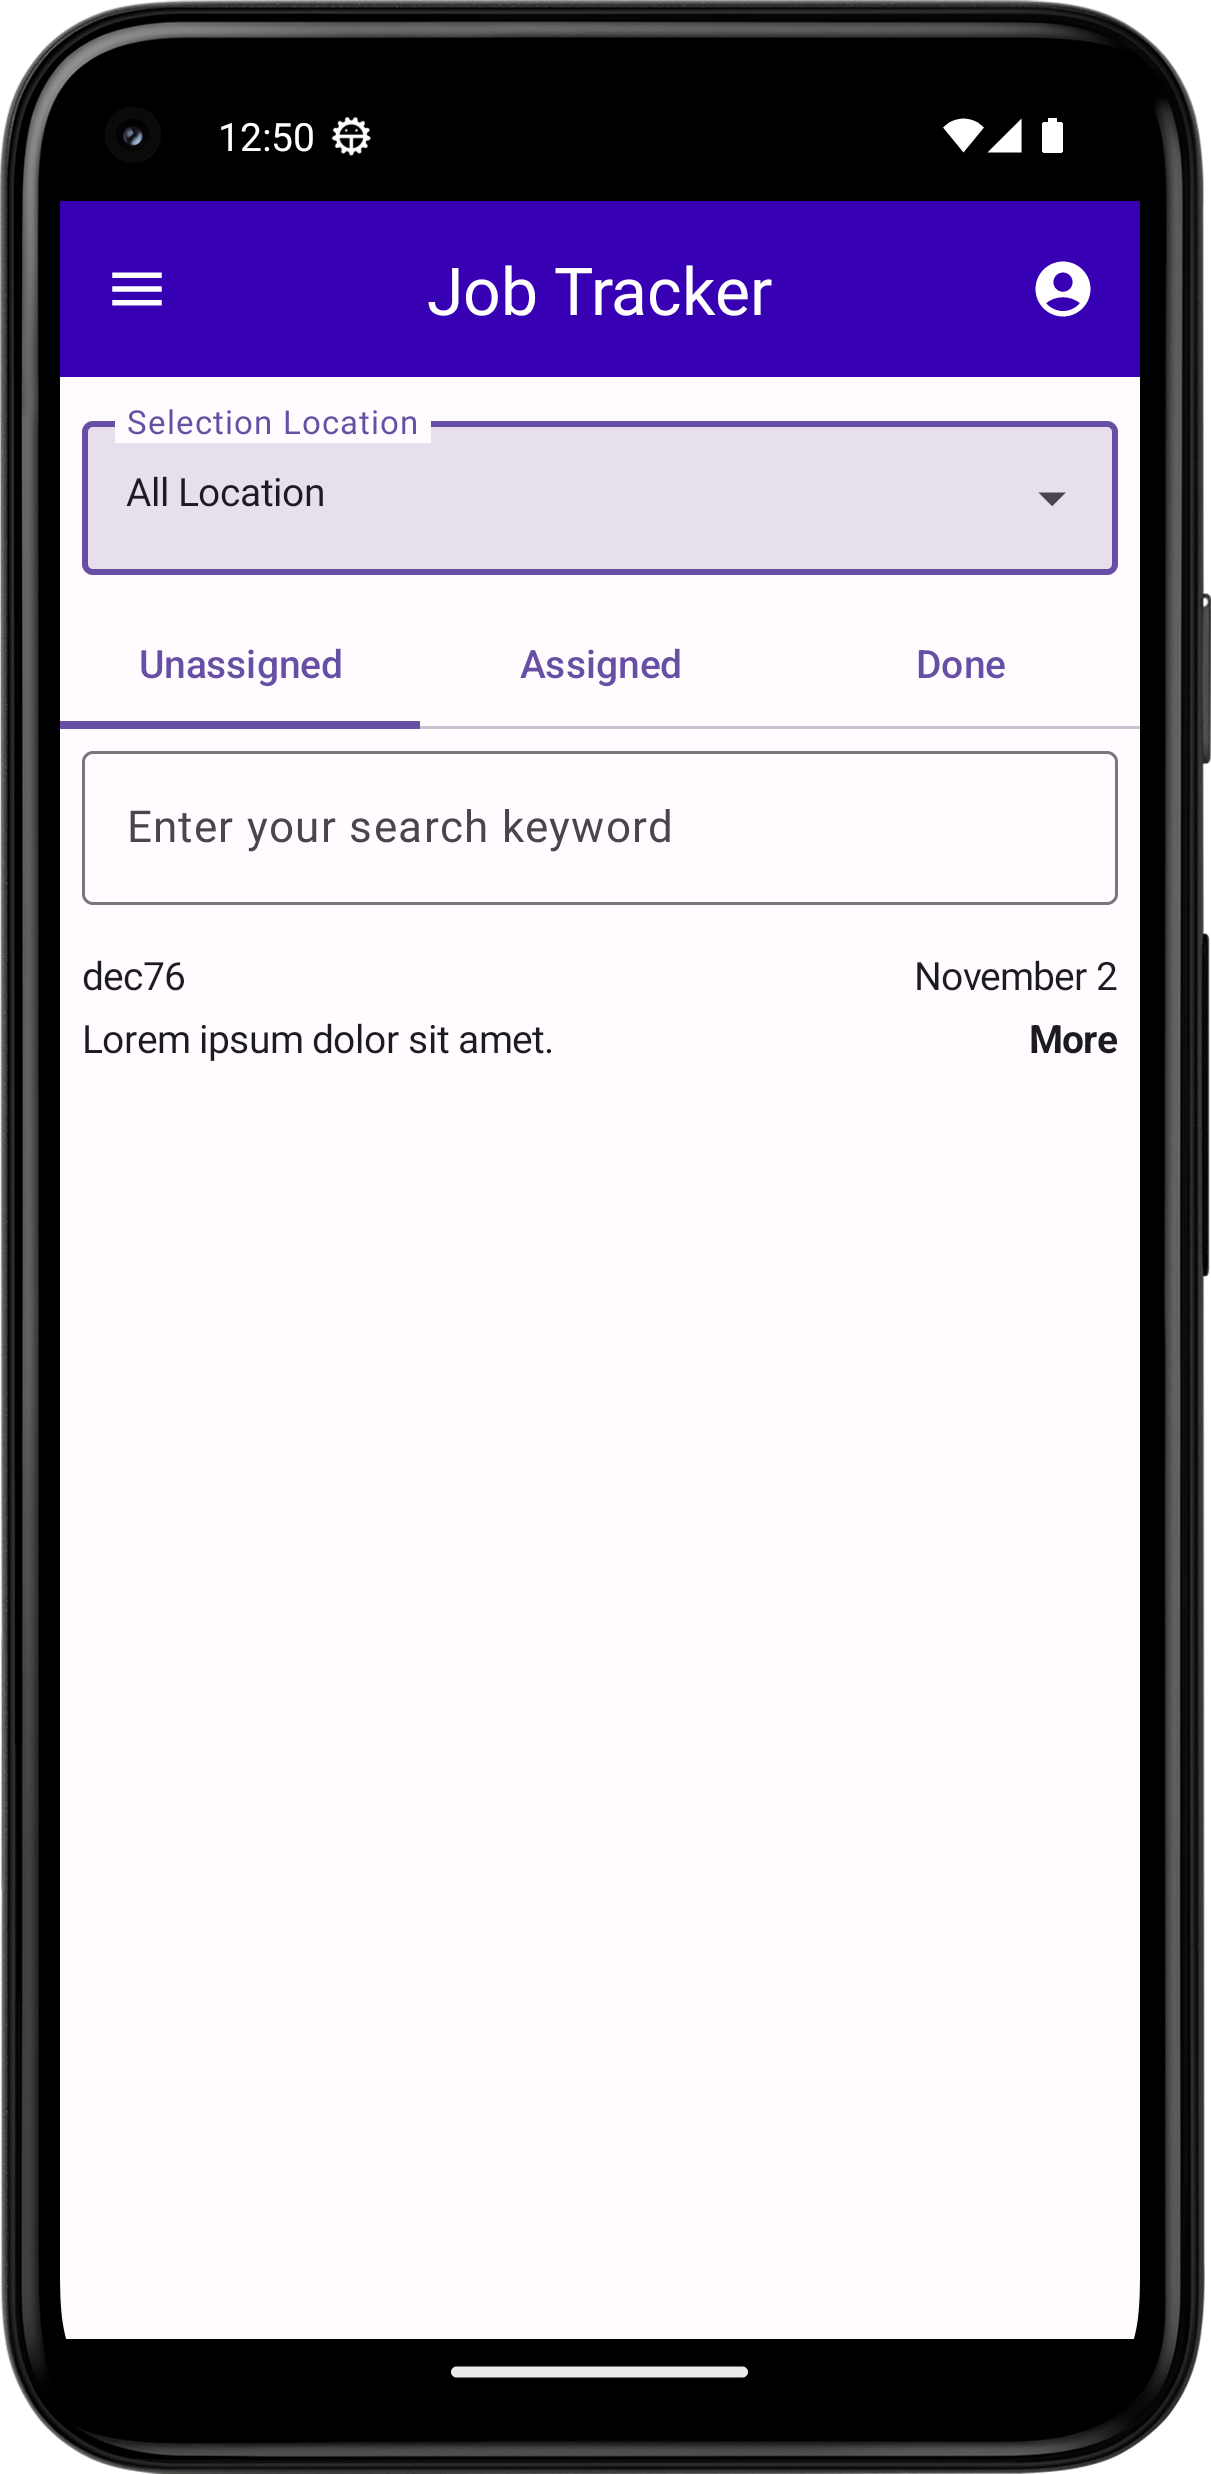 12:50
Job Tracker
Selection Location
All Location
Unassigned Assigned Done
Enter your search keyword
dec76 November 2
Lorem ipsum dolor sit amet. More